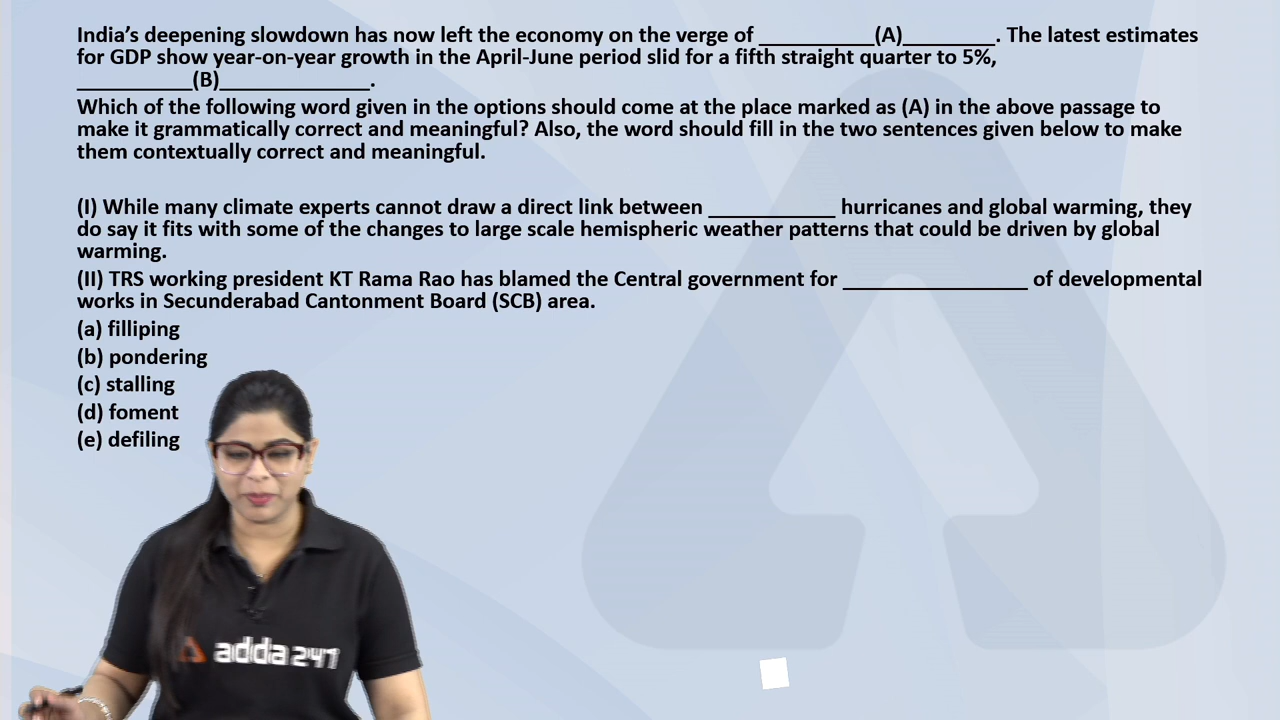 India’s deepening slowdown has now left the economy on the verge of __________(A)________. The latest estimates
for GDP show year-on-year growth in the April-June period slid for a fifth straight quarter to 5%,
__________(B)_____________.
Which of the following word given in the options should come at the place marked as (A) in the above passage to
make it grammatically correct and meaningful? Also, the word should fill in the two sentences given below to make
them contextually correct and meaningful.
(I) While many climate experts cannot draw a direct link between ___________ hurricanes and global warming, they
do say it fits with some of the changes to large scale hemispheric weather patterns that could be driven by global
warming.
(II) TRS working president KT Rama Rao has blamed the Central government for ________________ of developmental
works in Secunderabad Cantonment Board (SCB) area.
(a) filliping
(b) pondering
(c) stalling
(d) foment
(e) defiling
adda 247